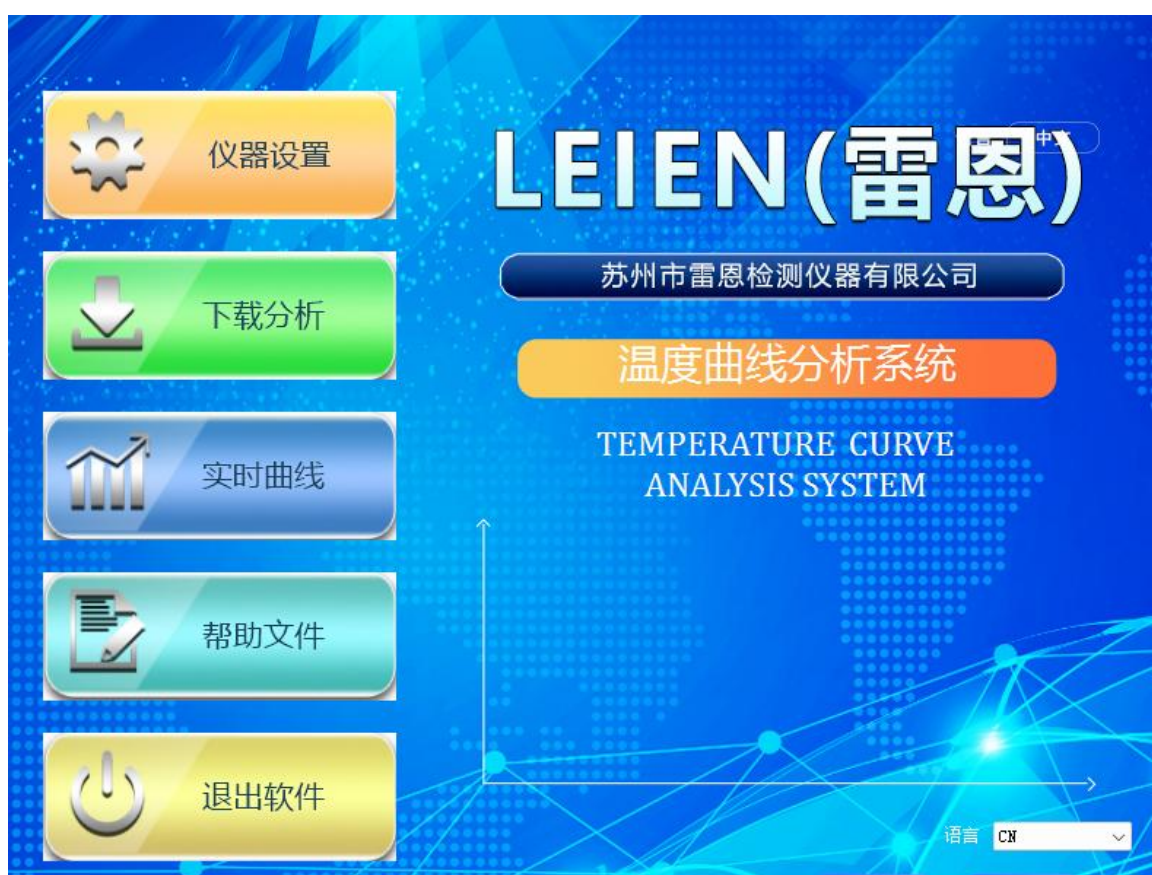 仪器设置
下载分析
实时曲线
帮助文件
退出软件
LEIEN(雷恩)
中文
苏州市雷恩检测仪器有限公司
温度曲线分析系统
TEMPERATURE CURVE
ANALYSIS SYSTEM
语言 CN